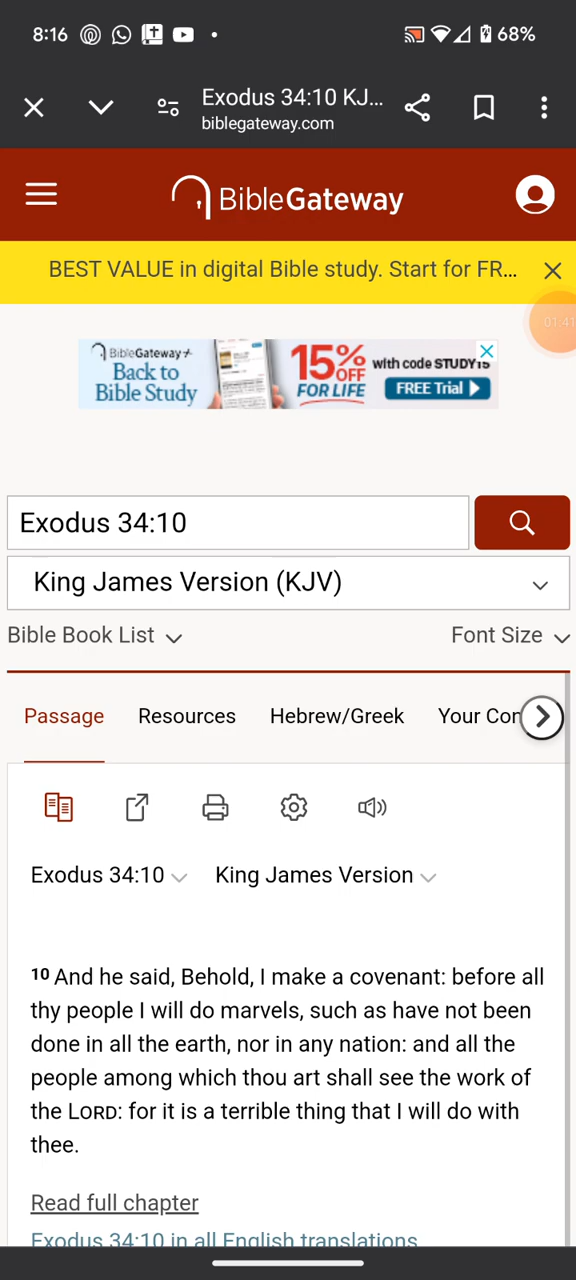 8:16 68%
Exodus 34:10 KJ...
biblegateway.com
BibleGateway
BEST VALUE in digital Bible study. Start for FR...
01:41
BibleGateway+
Back to
Bible Study
15% OFF
FOR LIFE
with code STUDY15
FREE Trial
Exodus 34:10
King James Version (KJV)
Bible Book List Font Size
Passage Resources Hebrew/Greek Your Con
Exodus 34:10 King James Version
10 And he said, Behold, I make a covenant: before all
thy people I will do marvels, such as have not been
done in all the earth, nor in any nation: and all the
people among which thou art shall see the work of
the LORD: for it is a terrible thing that I will do with
thee.
Read full chapter
Exodus 34:10 in all English translations